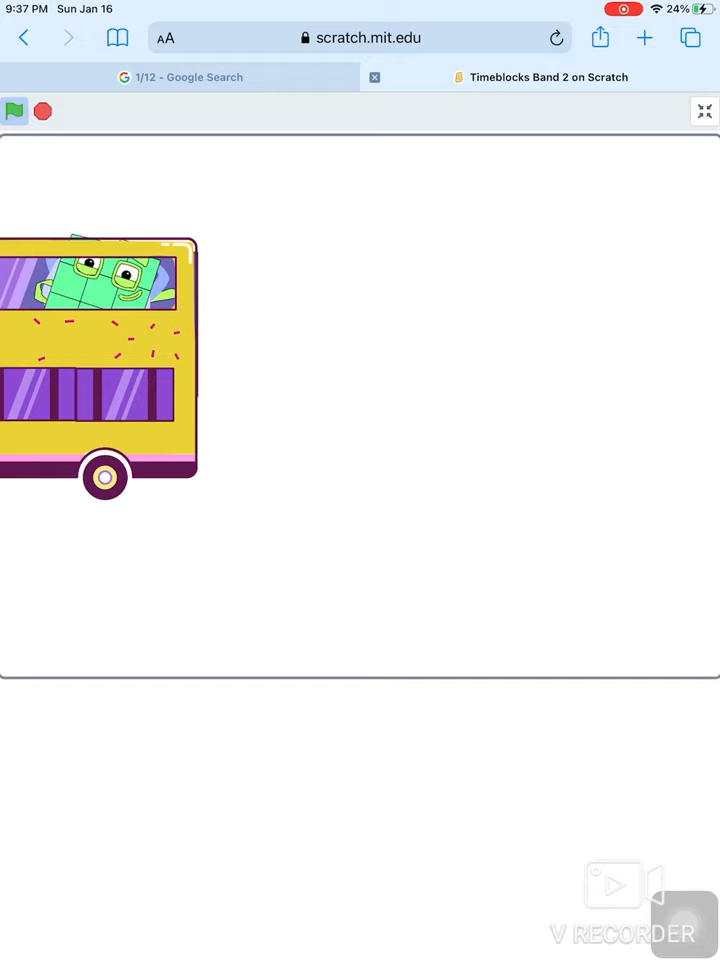 9:37 PM Sun Jan 16
24%
AA
scratch.mit.edu
1/12 - Google Search
Timeblocks Band 2 on Scratch
V RECORDER